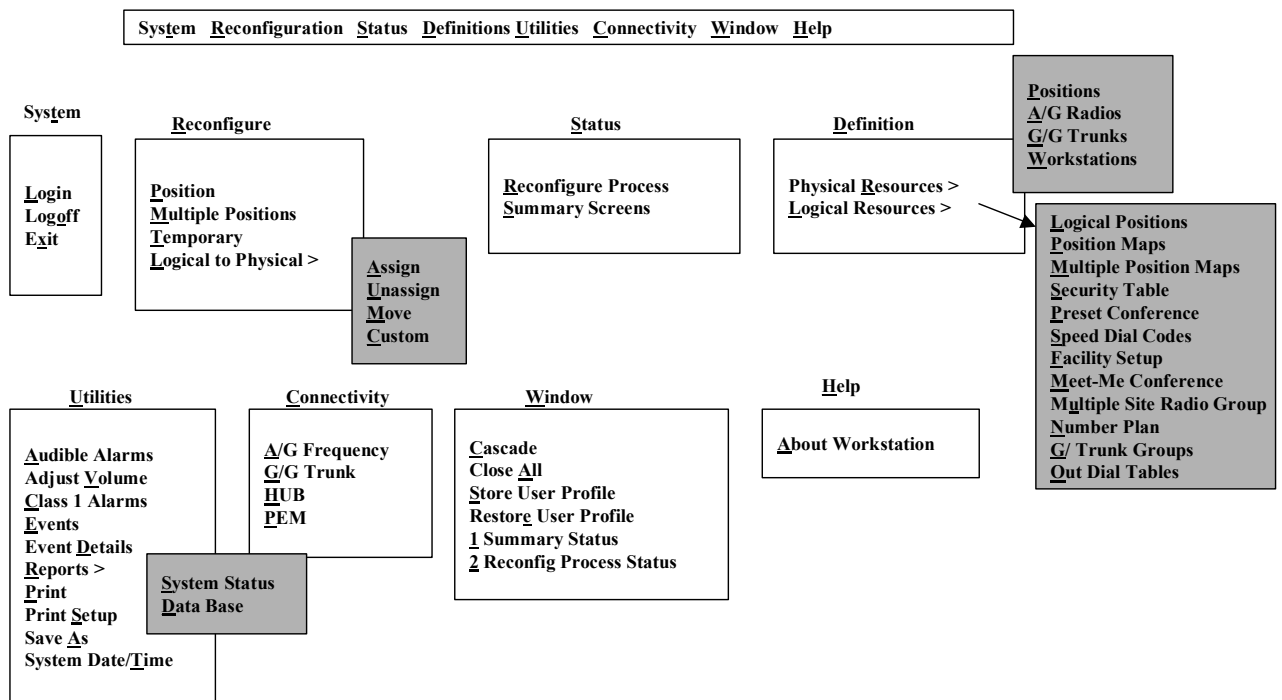 System Reconfiguration Status Definitions Utilities Connectivity Window Help
System
Login
Logoff
Exit
Reconfigure
Position
Multiple Positions
Temporary
Logical to Physical >
Assign
Unassign
Move
Custom
Status
Reconfigure Process
Summary Screens
Definition
Physical Resources >
Logical Resources >
Positions
A/G Radios
G/G Trunks
Workstations
Logical Positions
Position Maps
Multiple Position Maps
Security Table
Preset Conference
Speed Dial Codes
Facility Setup
Meet-Me Conference
Multiple Site Radio Group
Number Plan
G/ Trunk Groups
Out Dial Tables
Utilities
Audible Alarms
Adjust Volume
Class 1 Alarms
Events
Event Details
Reports >
Print
Print Setup
Save As
System Date/Time
System Status
Data Base
Connectivity
A/G Frequency
G/G Trunk
HUB
PEM
Window
Cascade
Close All
Store User Profile
Restore User Profile
1 Summary Status
2 Reconfig Process Status
Help
About Workstation